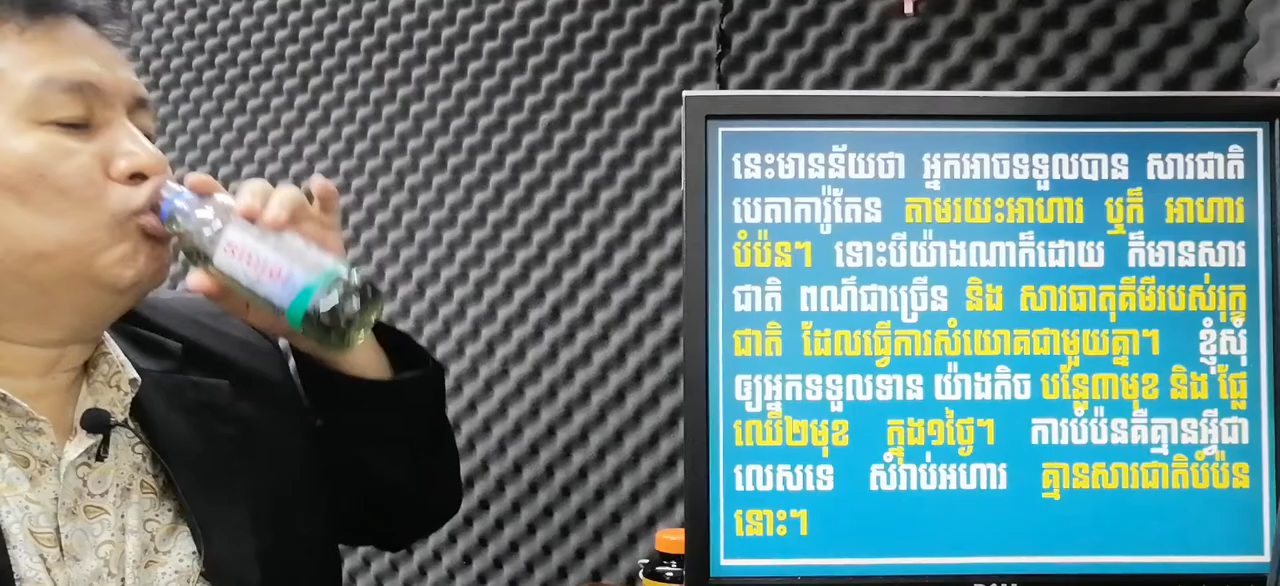 នេះមានន័យថា អ្នកអាចទទួលបាន សារជាតិ
បេតាការ៉ូតែន តាមរយះអាហារ ឬក៏ អាហារ
បំប៉ន។ ទោះបីយ៉ាងណាក៏ដោយ ក៏មានសារ
ជាតិ ពណ៌ជាច្រើន និង សារធាតុគីមីរបស់រុក្ខ
ជាតិ ដែលធ្វើការសំយោគជាមួយគ្នា។ ខ្ញុំសុំ
ឲ្យអ្នកទទួលទាន យ៉ាងតិច បន្លែ៣មុខ និង ផ្លែ
ឈើ២មុខ ក្នុង១ថ្ងៃ។ ការបំប៉នគឺគ្មានអ្វីជា
លេសទេ សំរាប់អហារ គ្មានសារជាតិបំប៉ន
នោះ។